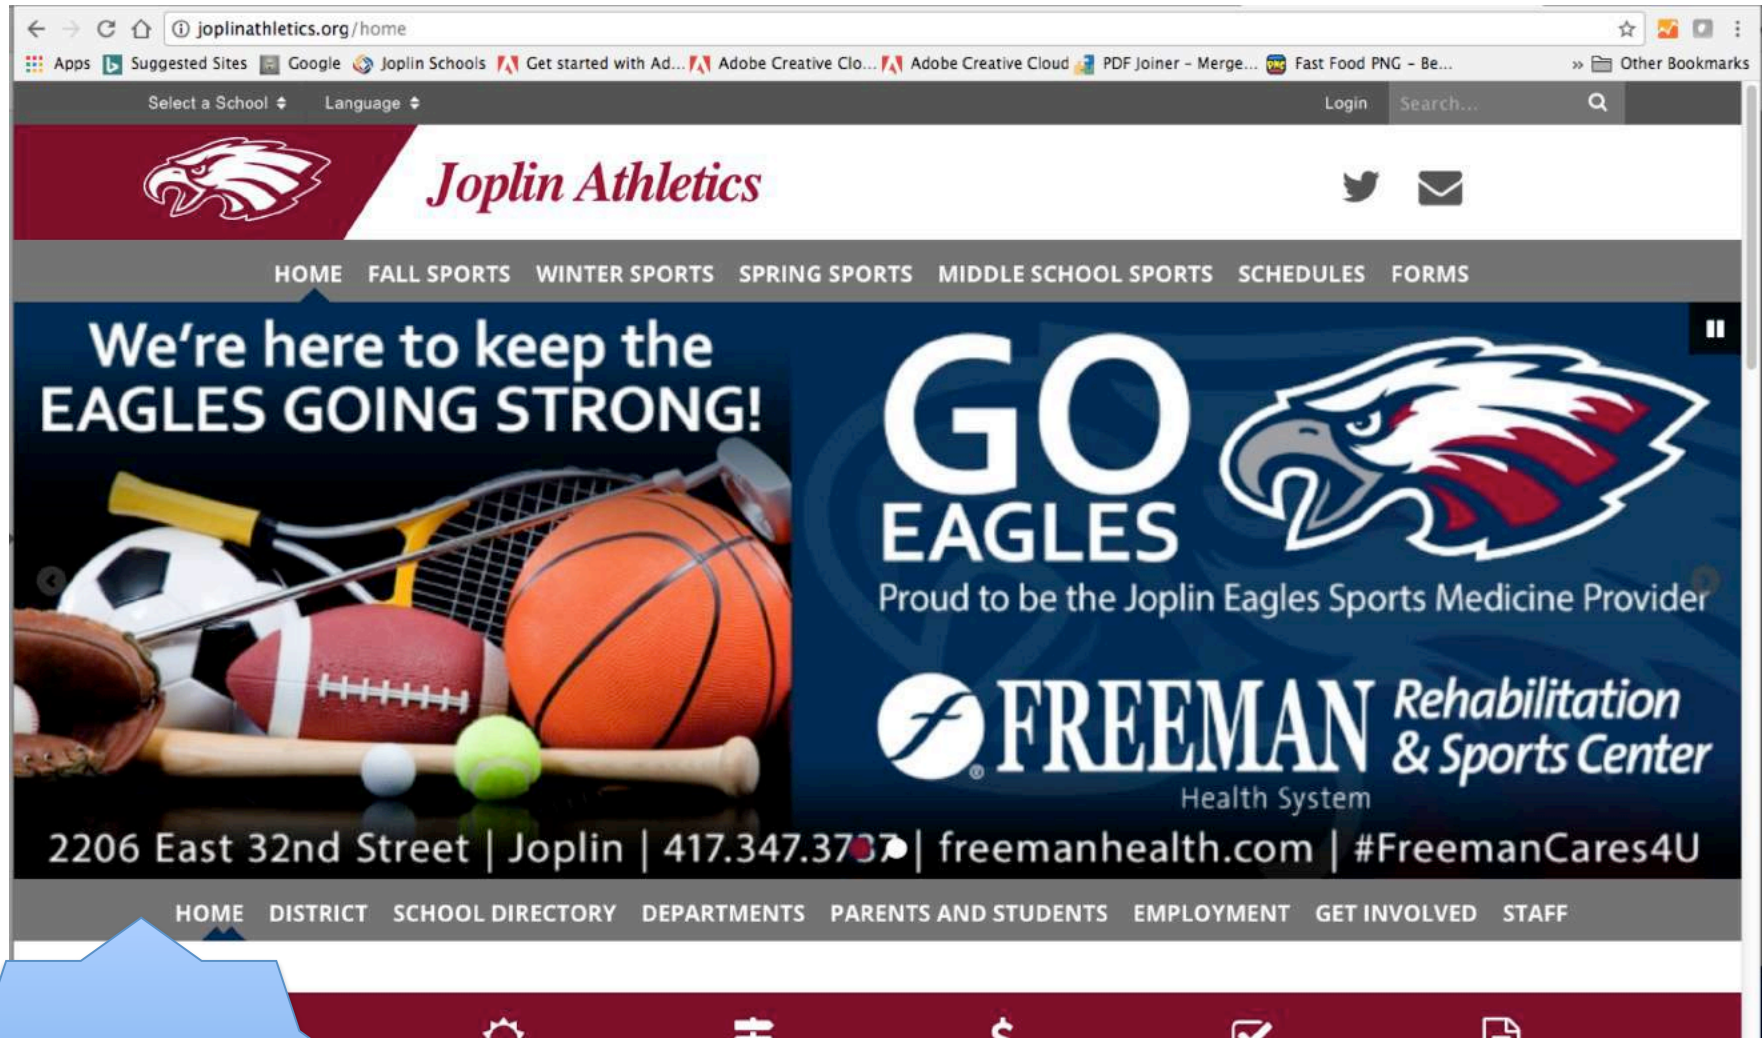 joplinathletics.org/home
Apps Suggested Sites Google Joplin Schools Get started with Ad... Adobe Creative Clo... Adobe Creative Cloud PDF Joiner - Merge... Fast Food PNG - Be... » Other Bookmarks
Select a School Language Login Search...
Joplin Athletics
HOME FALL SPORTS WINTER SPORTS SPRING SPORTS MIDDLE SCHOOL SPORTS SCHEDULES FORMS
We're here to keep the
EAGLES GOING STRONG!
GO
EAGLES
Proud to be the Joplin Eagles Sports Medicine Provider
FREEMAN Rehabilitation
& Sports Center
Health System
2206 East 32nd Street | Joplin | 417.347.3737 | freemanhealth.com | #FreemanCares4U
HOME DISTRICT SCHOOL DIRECTORY DEPARTMENTS PARENTS AND STUDENTS EMPLOYMENT GET INVOLVED STAFF